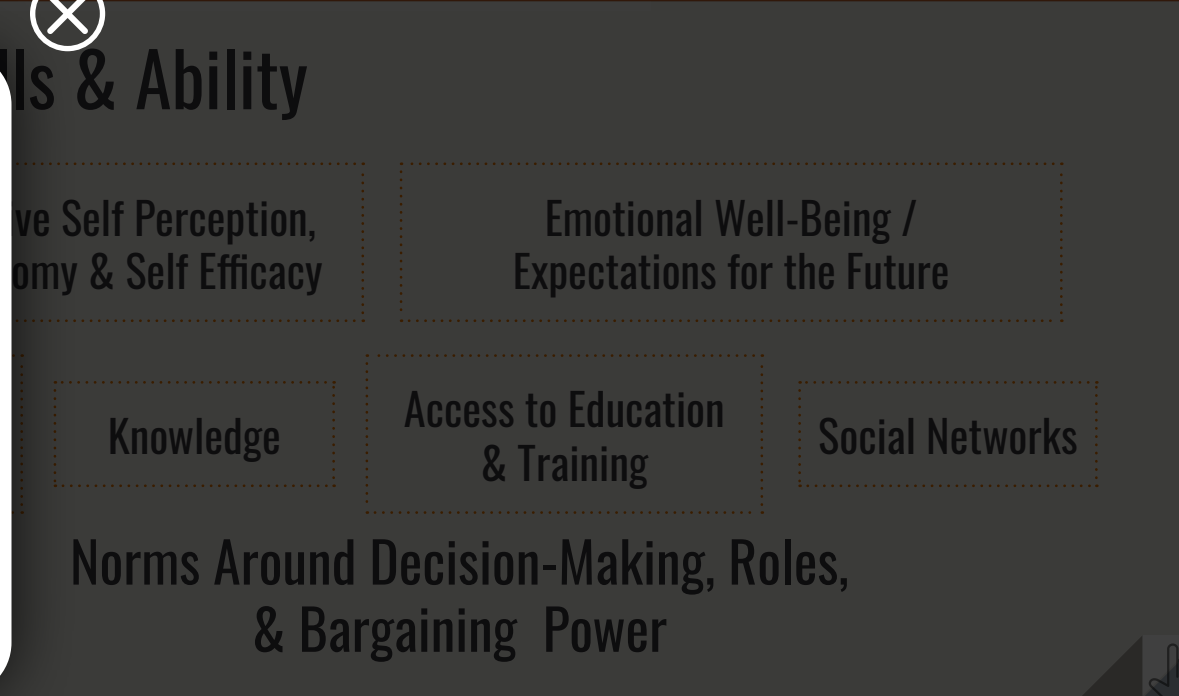 lls & Ability
ve Self Perception,
omy & Self Efficacy
Emotional Well-Being /
Expectations for the Future
Knowledge
Access to Education
& Training
Social Networks
Norms Around Decision-Making, Roles,
& Bargaining Power